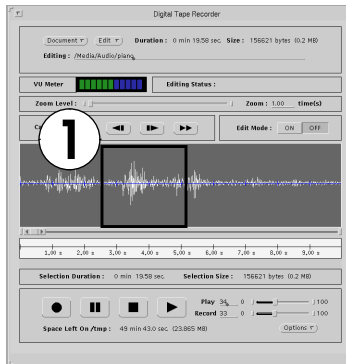 Digital Tape Recorder
Document Edit Duration : 0 min 19.58 sec. Size : 156621 bytes (0.2 MB)
Editing : /Media/Audio/piano
VU Meter Editing Status :
Zoom Level : Zoom : 1.00 time(s)
Edit Mode : ON OFF
1
1,00 s 2,00 s 3,00 s 4,00 s 5,00 s 6,00 s 7,00 s 8,00 s 9,00 s
Selection Duration : 0 min 19.58 sec. Selection Size : 156621 bytes (0.2 MB)
Play 34 0 100
Record 33 0 100
Space Left On /tmp : 49 min 43.0 sec. (23.865 MB) Options